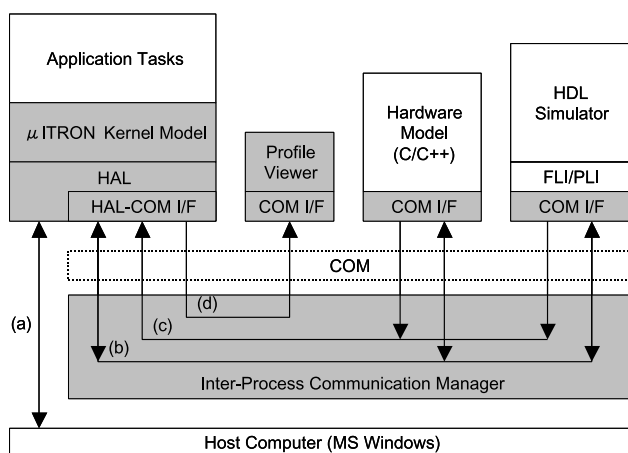 Application Tasks
μ ITRON Kernel Model
HAL
HAL-COM I/F
Profile
Viewer
COM I/F
Hardware
Model
(C/C++)
COM I/F
HDL
Simulator
FLI/PLI
COM I/F
COM
(a)
(b)
(c)
(d)
Inter-Process Communication Manager
Host Computer (MS Windows)